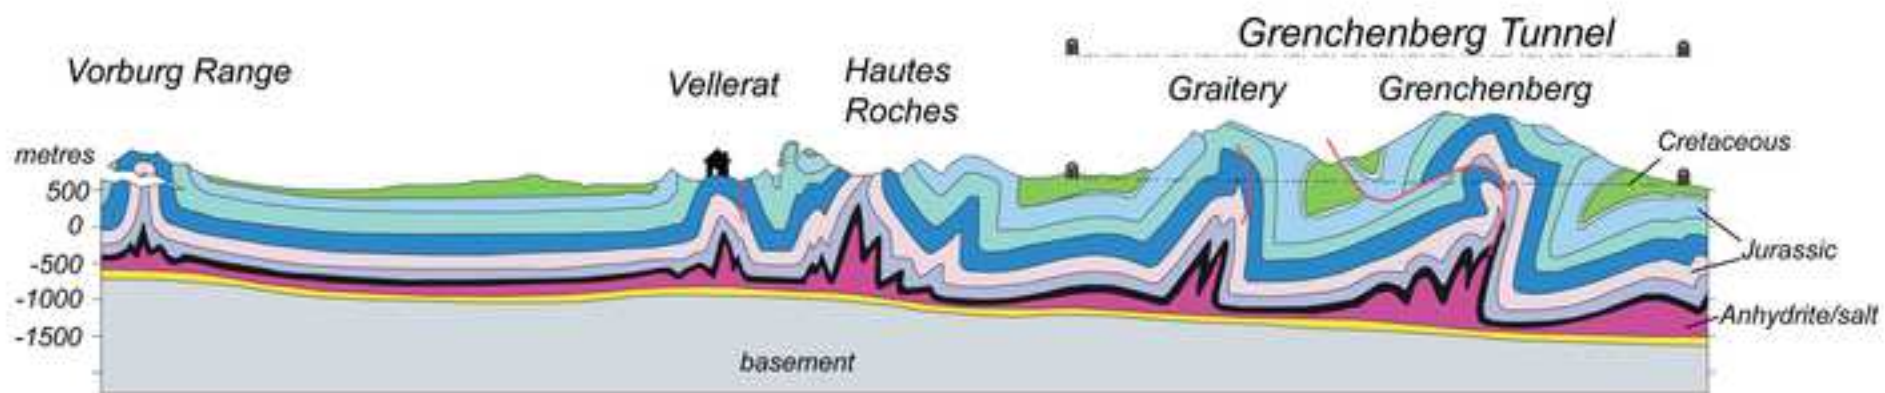 Grenchenberg Tunnel
Vorburg Range
Vellerat
Hautes
Roches
Graitery
Grenchenberg
metres
500
0
-500
-1000
-1500
Cretaceous
Jurassic
Anhydrite/salt
basement